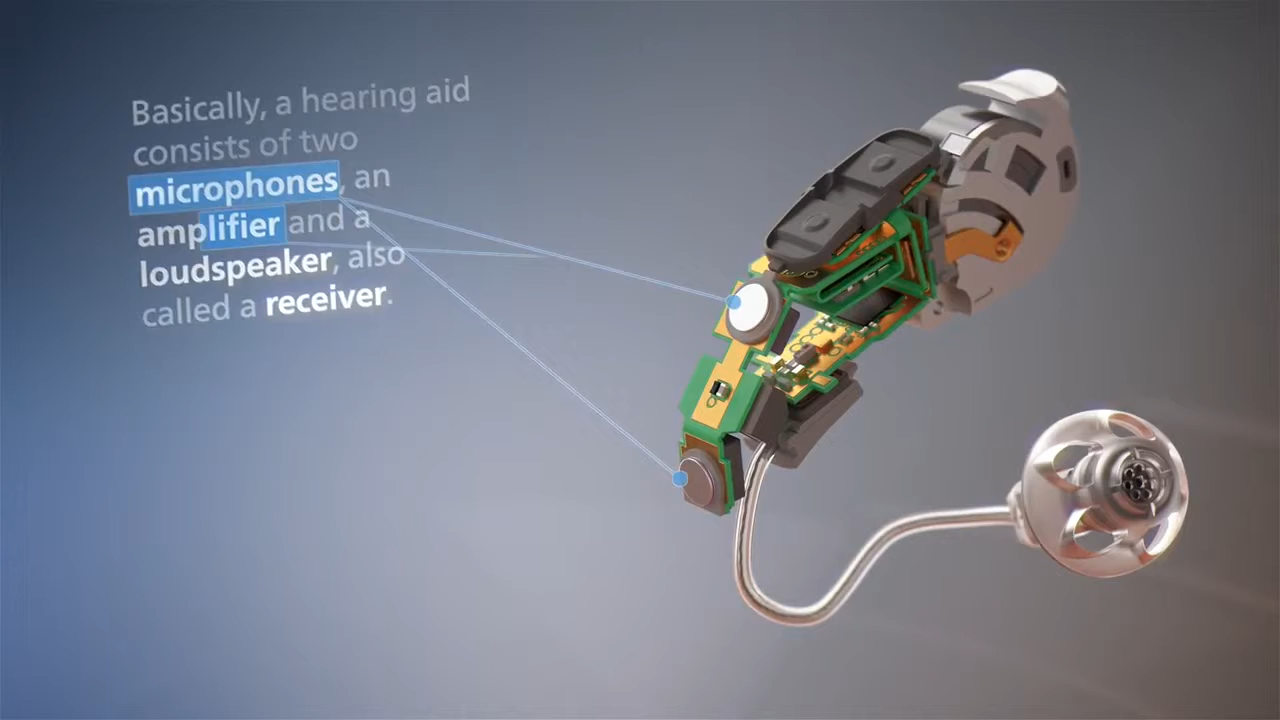 Basically, a hearing aid
consists of two
microphones, an
amplifier and a
loudspeaker, also
called a receiver.